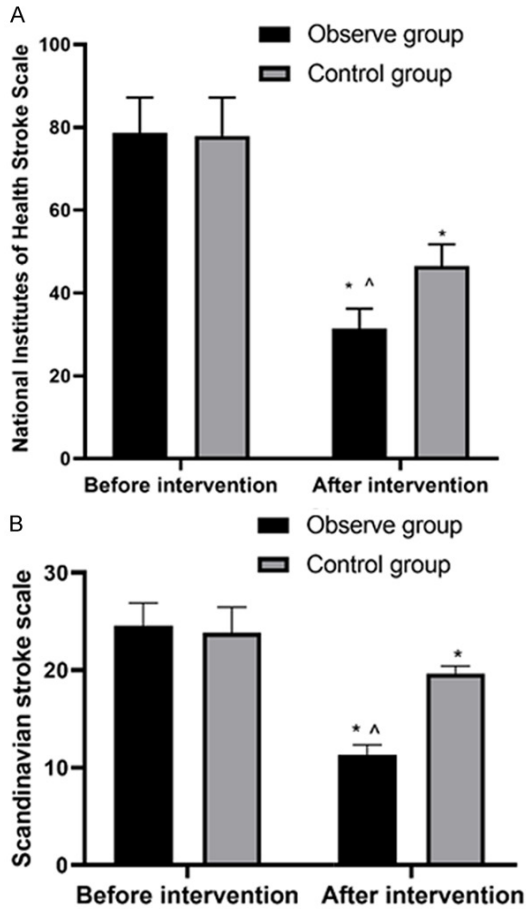 A
Observe group
Control group
National Institutes of Health Stroke Scale
100
80
60
40
20
0
* ^
*
Before intervention
After intervention
B
Observe group
Control group
Scandinavian stroke scale
30
20
10
0
* ^
*
Before intervention
After intervention